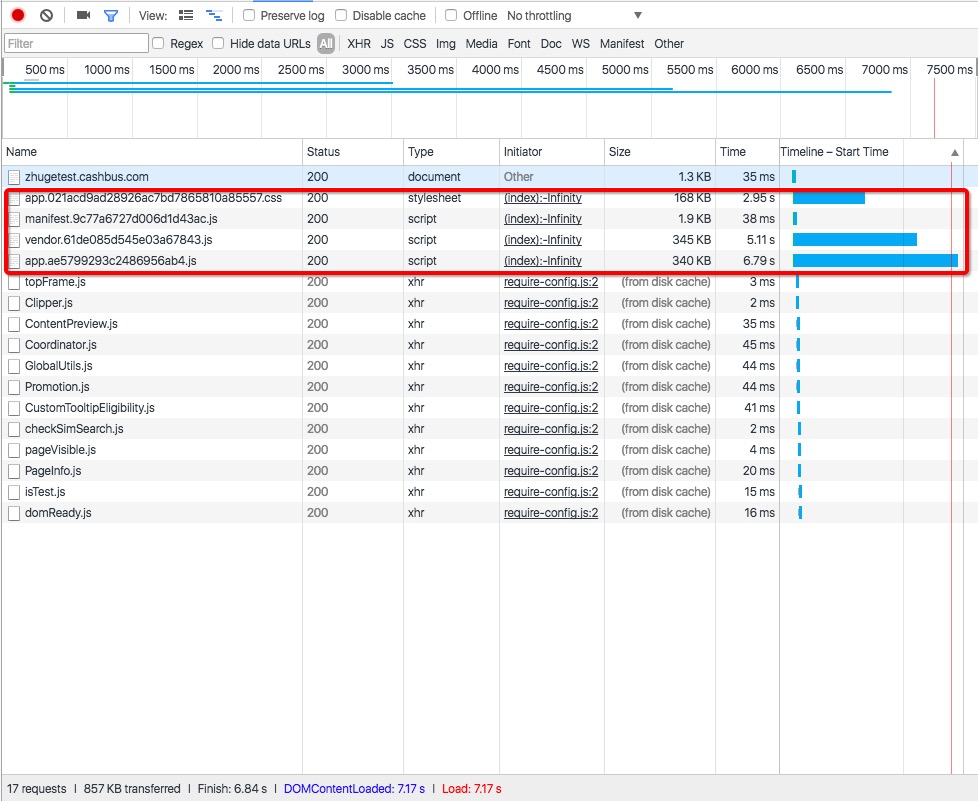 View: Preserve log Disable cache Offline No throttling ▼
Filter Regex Hide data URLs All XHR JS CSS Img Media Font Doc WS Manifest Other
500 ms 1000 ms 1500 ms 2000 ms 2500 ms 3000 ms 3500 ms 4000 ms 4500 ms 5000 ms 5500 ms 6000 ms 6500 ms 7000 ms 7500 ms
Name Status Type Initiator Size Time Timeline – Start Time ▲
zhugetest.cashbus.com 200 document Other 1.3 KB 35 ms
app.021acd9ad28926ac7bd7865810a85557.css 200 stylesheet (index):-Infinity 168 KB 2.95 s
manifest.9c77a6727d006d1d43ac.js 200 script (index):-Infinity 1.9 KB 38 ms
vendor.61de085d545e03a67843.js 200 script (index):-Infinity 345 KB 5.11 s
app.ae5799293c2486956ab4.js 200 script (index):-Infinity 340 KB 6.79 s
topFrame.js 200 xhr require-config.js:2 (from disk cache) 3 ms
Clipper.js 200 xhr require-config.js:2 (from disk cache) 2 ms
ContentPreview.js 200 xhr require-config.js:2 (from disk cache) 35 ms
Coordinator.js 200 xhr require-config.js:2 (from disk cache) 45 ms
GlobalUtils.js 200 xhr require-config.js:2 (from disk cache) 44 ms
Promotion.js 200 xhr require-config.js:2 (from disk cache) 44 ms
CustomTooltipEligibility.js 200 xhr require-config.js:2 (from disk cache) 41 ms
checkSimSearch.js 200 xhr require-config.js:2 (from disk cache) 2 ms
pageVisible.js 200 xhr require-config.js:2 (from disk cache) 4 ms
PageInfo.js 200 xhr require-config.js:2 (from disk cache) 20 ms
isTest.js 200 xhr require-config.js:2 (from disk cache) 15 ms
domReady.js 200 xhr require-config.js:2 (from disk cache) 16 ms
17 requests | 857 KB transferred | Finish: 6.84 s | DOMContentLoaded: 7.17 s | Load: 7.17 s